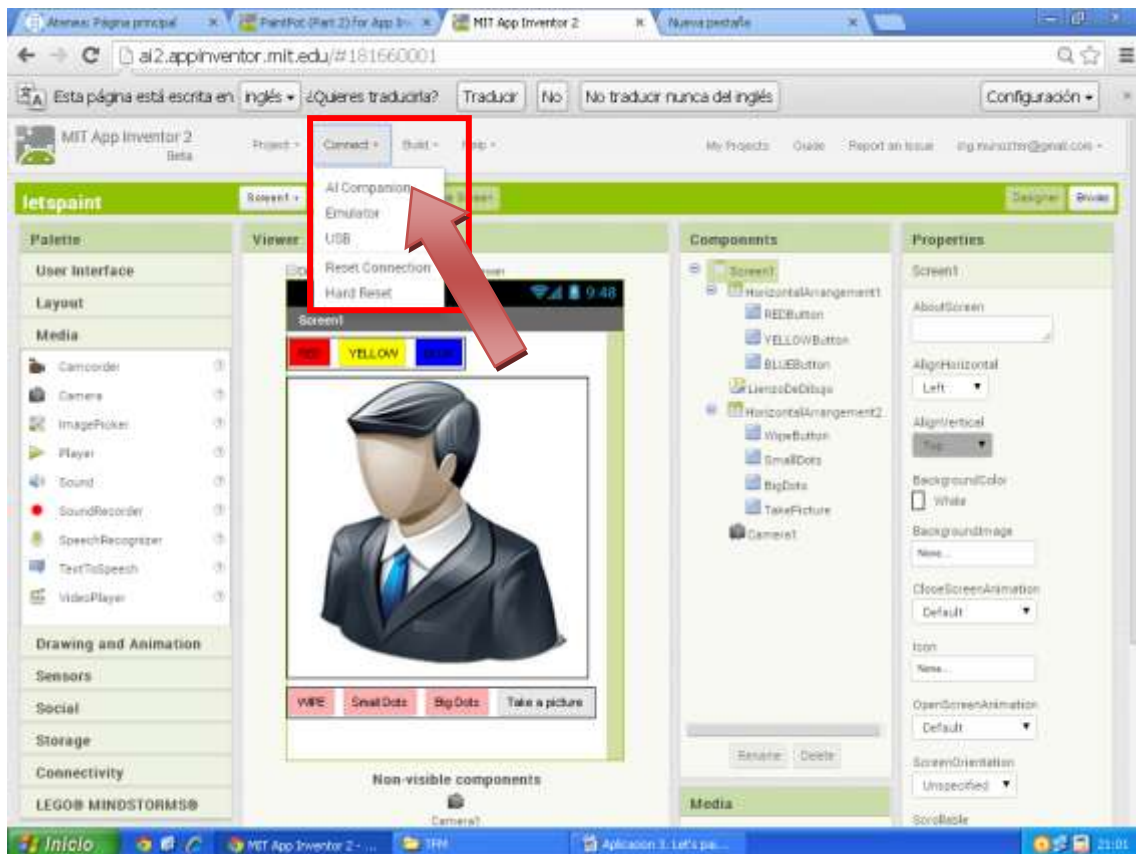 Atenea: Página principal
PaintPot (Part 2) for App In
MIT App Inventor 2
Nueva pestaña
ai2.appinventor.mit.edu/#181660001
Esta página está escrita en inglés ¿Quieres traducirla? Traducir No No traducir nunca del inglés Configuración
MIT App Inventor 2
Beta
Project Connect Build Help My Projects Guide Report an Issue
letspaint Screen1 Designer Blocks
AI Companion
Emulator
USB
Reset Connection
Hard Reset
Palette
User Interface
Layout
Media
Camcorder
Camera
ImagePicker
Player
Sound
SoundRecorder
SpeechRecognizer
TextToSpeech
VideoPlayer
Drawing and Animation
Sensors
Social
Storage
Connectivity
LEGO® MINDSTORMS®
Viewer
9:48
Screen1
RED YELLOW BLUE
WIPE Small Dots Big Dots Take a picture
Non-visible components
Camera1
Components
Screen1
HorizontalArrangement1
REDButton
YELLOWButton
BLUEButton
LienzoDeDibujo
HorizontalArrangement2
WipeButton
SmallDots
BigDots
TakePicture
Camera1
Rename Delete
Media
Properties
Screen1
AboutScreen
AlignHorizontal
Left
AlignVertical
Top
BackgroundColor
White
BackgroundImage
None...
CloseScreenAnimation
Default
Icon
None...
OpenScreenAnimation
Default
ScreenOrientation
Unspecified
Scrollable
Inicio MIT App Inventor 2 - ... TFM Aplicacion 3: Let's pai... 21:01